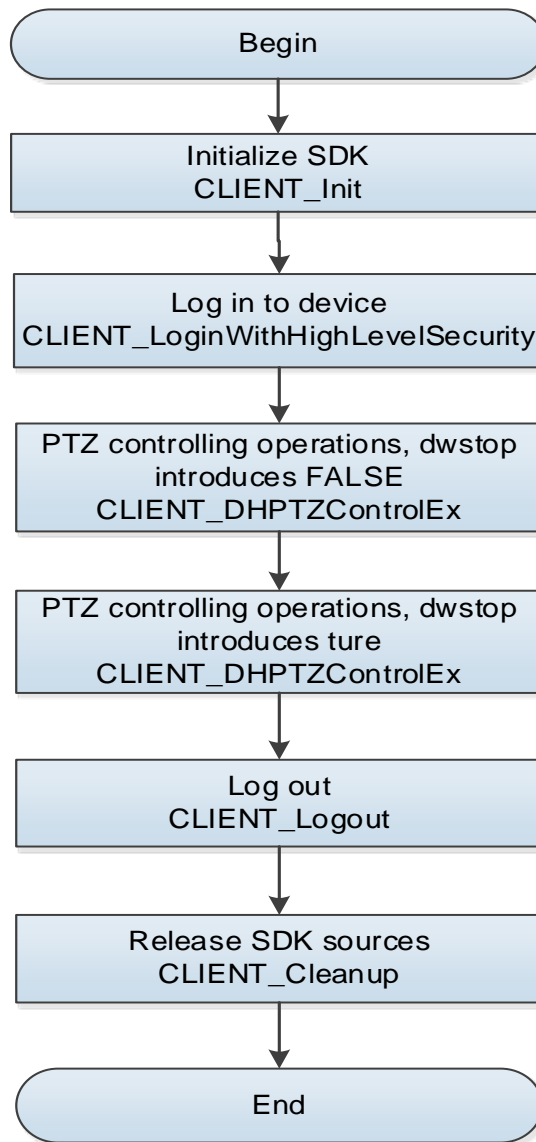 Begin
Initialize SDK
CLIENT_Init
Log in to device
CLIENT_LoginWithHighLevelSecurity
PTZ controlling operations, dwstop
introduces FALSE
CLIENT_DHPTZControlEx
PTZ controlling operations, dwstop
introduces ture
CLIENT_DHPTZControlEx
Log out
CLIENT_Logout
Release SDK sources
CLIENT_Cleanup
End